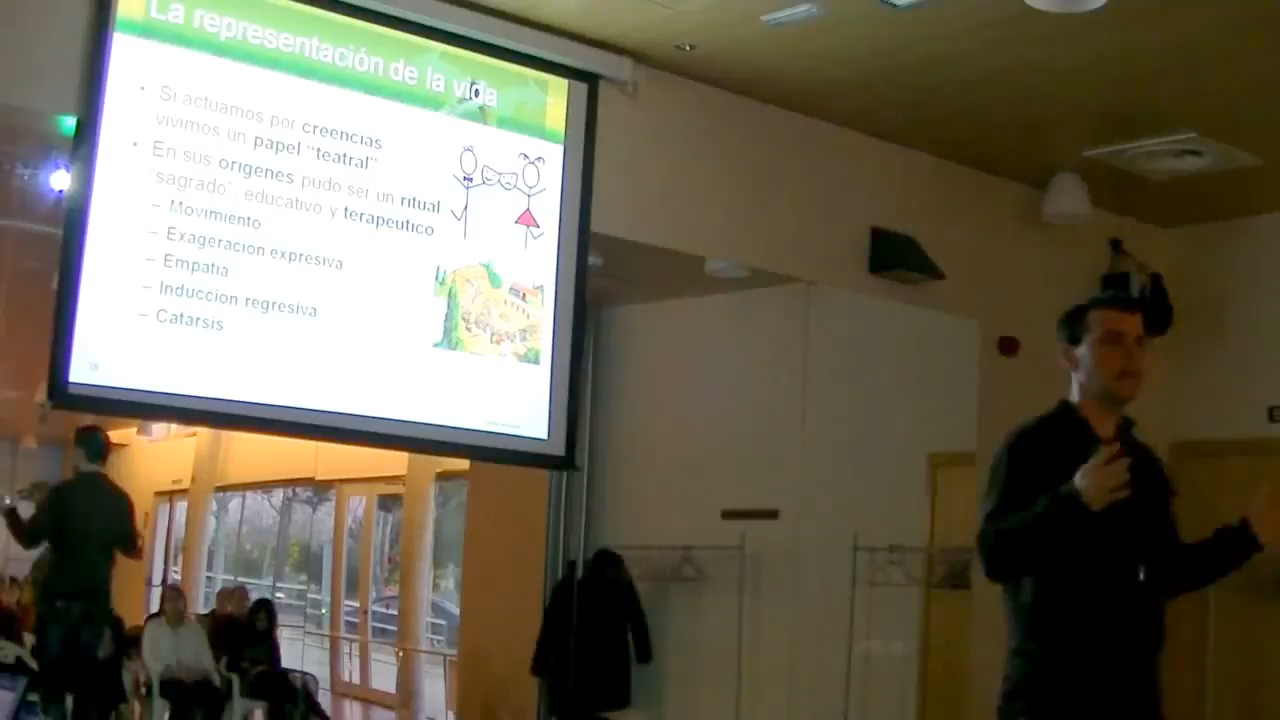 La representación de la vida
• Si actuamos por creencias
vivimos un papel "teatral"
• En sus orígenes pudo ser un ritual
"sagrado", educativo y terapeutico
– Movimiento
– Exageracion expresiva
– Empatia
– Induccion regresiva
– Catarsis